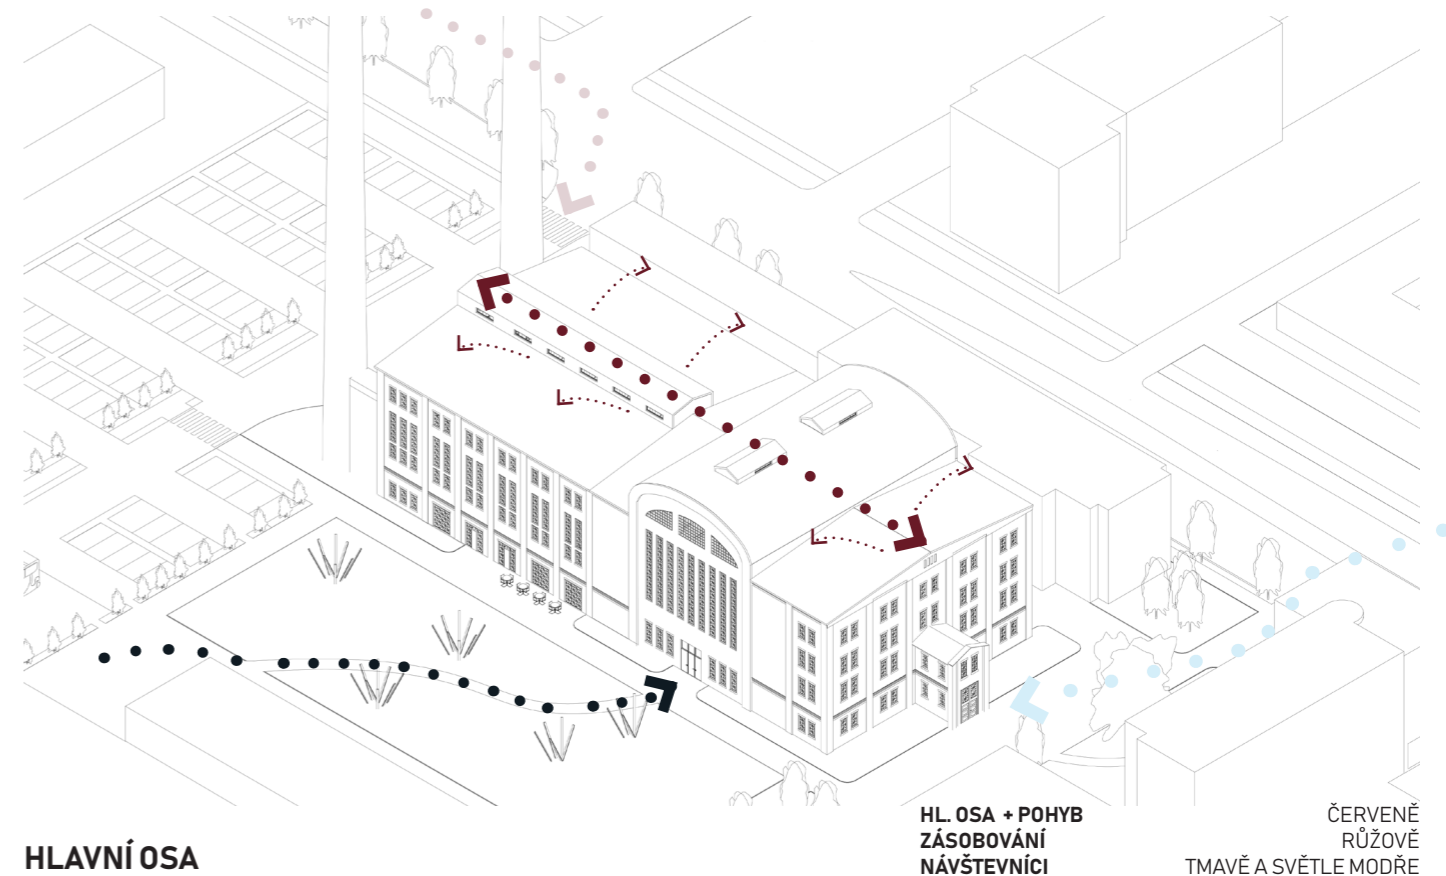 HLAVNÍ OSA
HL. OSA + POHYB ČERVENĚ
ZÁSOBOVÁNÍ RŮŽOVĚ
NÁVŠTEVNÍCI TMAVĚ A SVĚTLE MODŘE